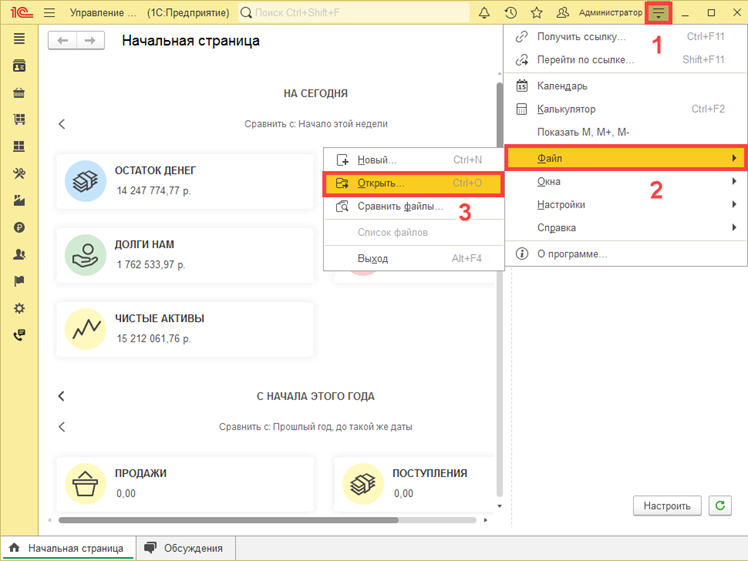 1С Управление ... (1С:Предприятие) Поиск Ctrl+Shift+F Администратор
1
Начальная страница
Получить ссылку... Ctrl+F11
Перейти по ссылке... Shift+F11
Календарь
Калькулятор Ctrl+F2
Показать M, M+, M-
Файл
2
Окна
Настройки
Справка
О программе...
Новый... Ctrl+N
Открыть... Ctrl+O
3
Сравнить файлы...
Список файлов
Выход Alt+F4
НА СЕГОДНЯ
Сравнить с: Начало этой недели
ОСТАТОК ДЕНЕГ
14 247 774,77 р.
ДОЛГИ НАМ
1 762 533,97 р.
ЧИСТЫЕ АКТИВЫ
15 212 061,76 р.
С НАЧАЛА ЭТОГО ГОДА
Сравнить с: Прошлый год, до такой же даты
ПРОДАЖИ
0,00
ПОСТУПЛЕНИЯ
0,00
Настроить
Начальная страница Обсуждения